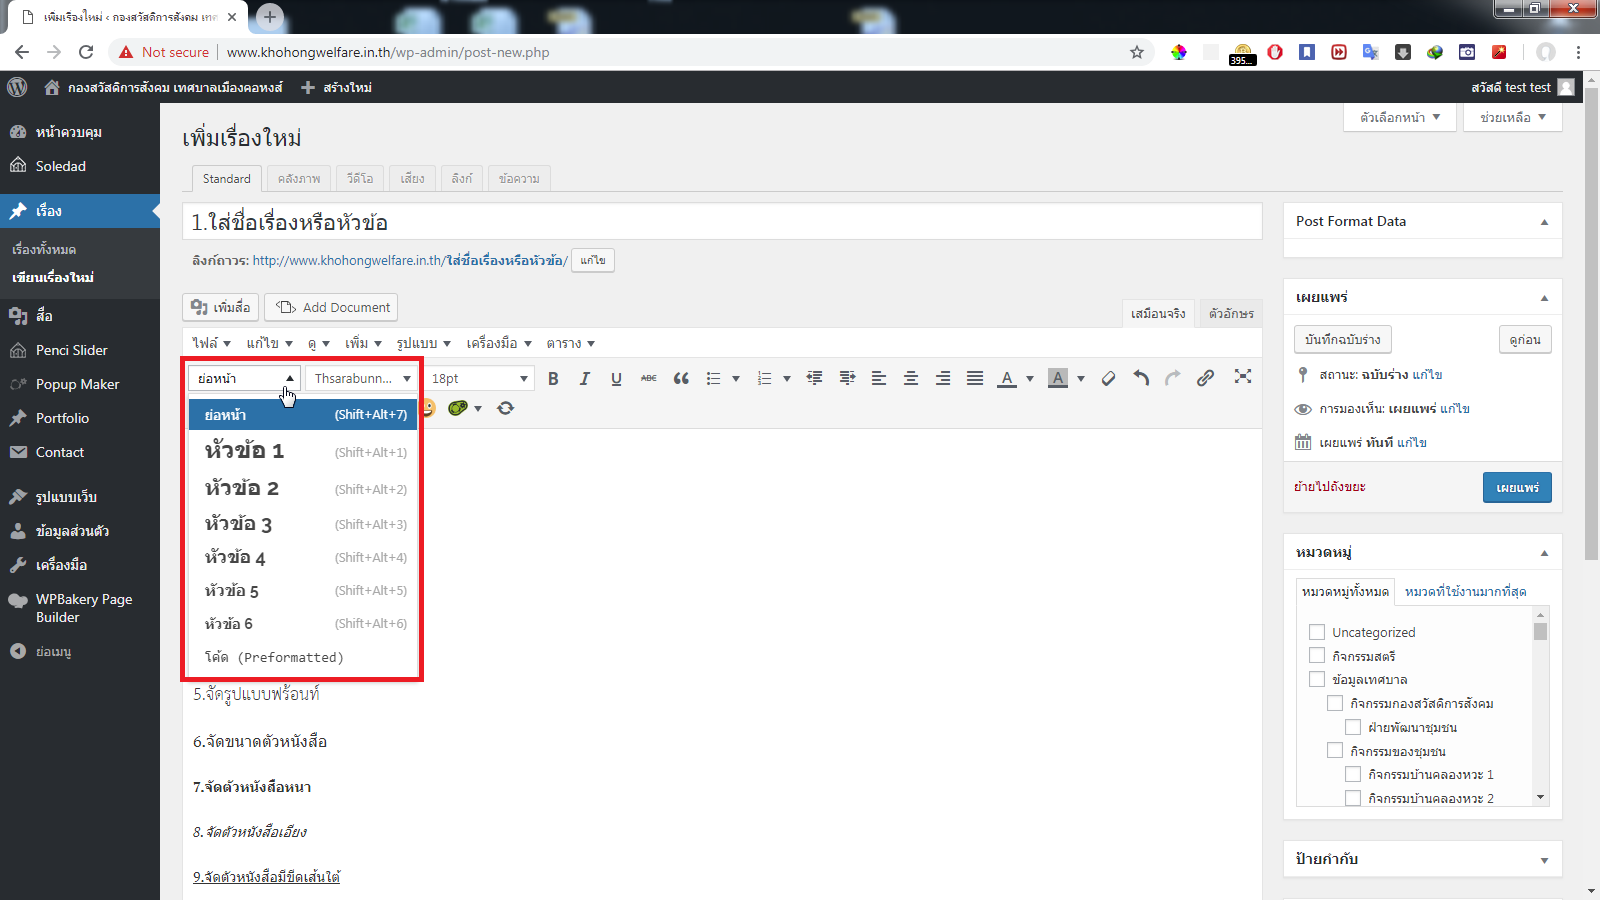 เพิ่มเรื่องใหม่ ‹ กองสวัสดิการสังคม เทศ
Not secure www.khohongwelfare.in.th/wp-admin/post-new.php
395...
กองสวัสดิการสังคม เทศบาลเมืองคอหงส์ สร้างใหม่ สวัสดี test test
หน้าควบคุม
Soledad
เรื่อง
เรื่องทั้งหมด
เขียนเรื่องใหม่
สื่อ
Penci Slider
Popup Maker
Portfolio
Contact
รูปแบบเว็บ
ข้อมูลส่วนตัว
เครื่องมือ
WPBakery Page
Builder
ย่อเมนู
ตัวเลือกหน้า ช่วยเหลือ
เพิ่มเรื่องใหม่
Standard คลังภาพ วีดีโอ เสียง ลิงก์ ข้อความ
1.ใส่ชื่อเรื่องหรือหัวข้อ
ลิงก์ถาวร: http://www.khohongwelfare.in.th/ใส่ชื่อเรื่องหรือหัวข้อ/ แก้ไข
เพิ่มสื่อ Add Document เสมือนจริง ตัวอักษร
ไฟล์ แก้ไข ดู เพิ่ม รูปแบบ เครื่องมือ ตาราง
ย่อหน้า Thsarabunn... 18pt B I U ABC
ย่อหน้า (Shift+Alt+7)
หัวข้อ 1 (Shift+Alt+1)
หัวข้อ 2 (Shift+Alt+2)
หัวข้อ 3 (Shift+Alt+3)
หัวข้อ 4 (Shift+Alt+4)
หัวข้อ 5 (Shift+Alt+5)
หัวข้อ 6 (Shift+Alt+6)
โค้ด (Preformatted)
5.จัดรูปแบบฟร้อนท์
6.จัดขนาดตัวหนังสือ
7.จัดตัวหนังสือหนา
8.จัดตัวหนังสือเอียง
9.จัดตัวหนังสือมีขีดเส้นใต้
Post Format Data
เผยแพร่
บันทึกฉบับร่าง ดูก่อน
สถานะ: ฉบับร่าง แก้ไข
การมองเห็น: เผยแพร่ แก้ไข
เผยแพร่ ทันที แก้ไข
ย้ายไปถังขยะ เผยแพร่
หมวดหมู่
หมวดหมู่ทั้งหมด หมวดที่ใช้งานมากที่สุด
Uncategorized
กิจกรรมสตรี
ข้อมูลเทศบาล
กิจกรรมกองสวัสดิการสังคม
ฝ่ายพัฒนาชุมชน
กิจกรรมของชุมชน
กิจกรรมบ้านคลองหวะ 1
กิจกรรมบ้านคลองหวะ 2
ป้ายกำกับ